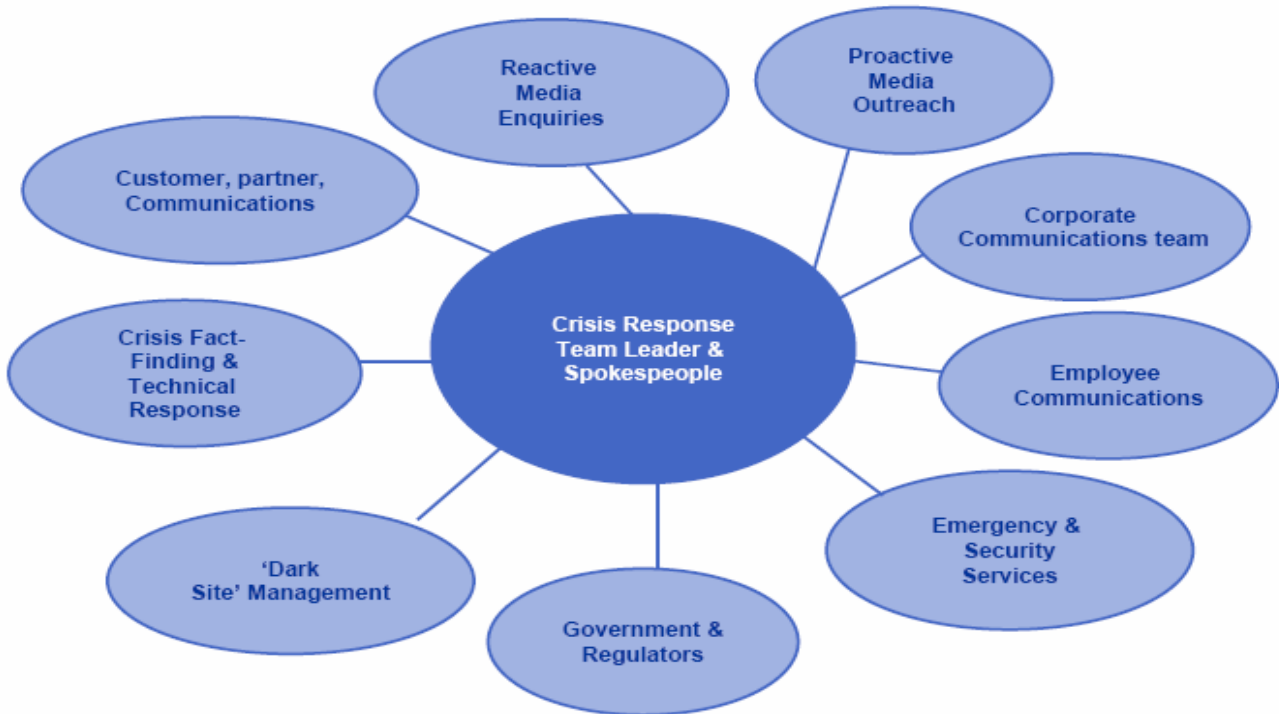 Reactive
Media
Enquiries
Proactive
Media
Outreach
Customer, partner,
Communications
Corporate
Communications team
Crisis Response
Team Leader &
Spokespeople
Crisis Fact-
Finding &
Technical
Response
Employee
Communications
Emergency &
Security
Services
‘Dark
Site’ Management
Government &
Regulators